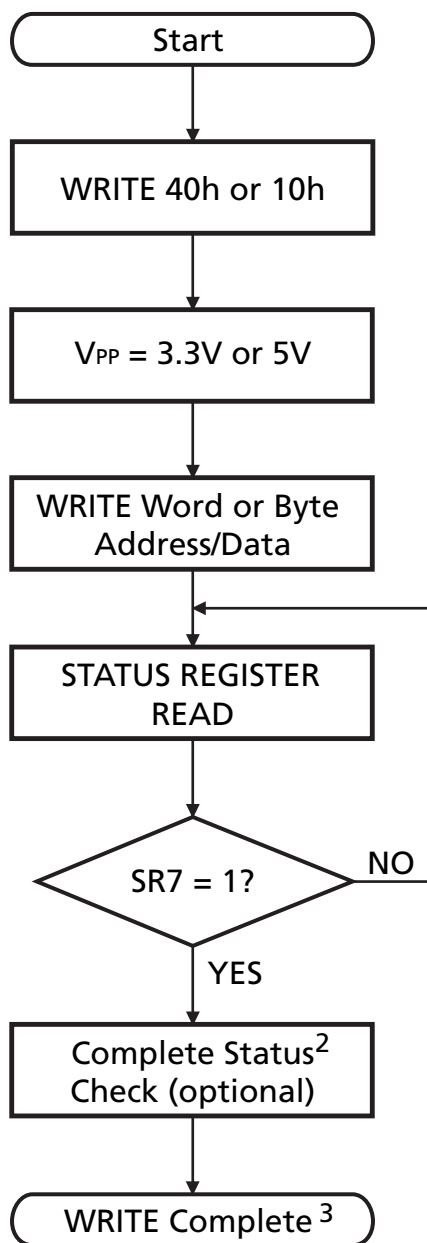 Start
WRITE 40h or 10h
VPP = 3.3V or 5V
WRITE Word or Byte
Address/Data
STATUS REGISTER
READ
SR7 = 1?
NO
YES
Complete Status2
Check (optional)
WRITE Complete 3